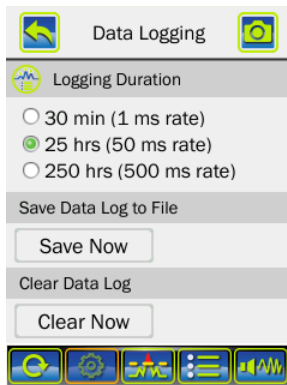 Data Logging
Logging Duration
30 min (1 ms rate)
25 hrs (50 ms rate)
250 hrs (500 ms rate)
Save Data Log to File
Save Now
Clear Data Log
Clear Now